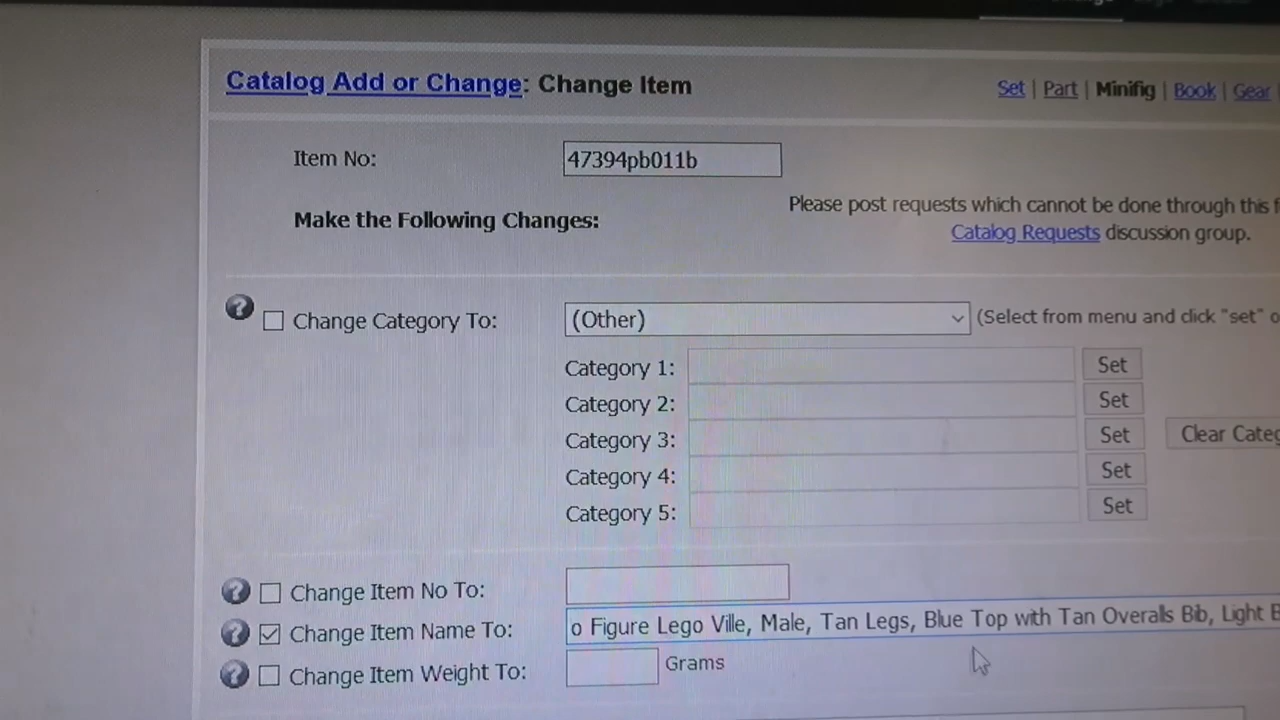 Catalog Add or Change: Change Item
Set | Part | Minifig | Book | Gear |
Item No: 47394pb011b
Make the Following Changes:
Please post requests which cannot be done through this f
Catalog Requests discussion group.
? Change Category To: (Other) (Select from menu and click "set" o
Category 1: Set
Category 2: Set
Category 3: Set Clear Categ
Category 4: Set
Category 5: Set
? Change Item No To:
? Change Item Name To: o Figure Lego Ville, Male, Tan Legs, Blue Top with Tan Overalls Bib, Light B
? Change Item Weight To: Grams